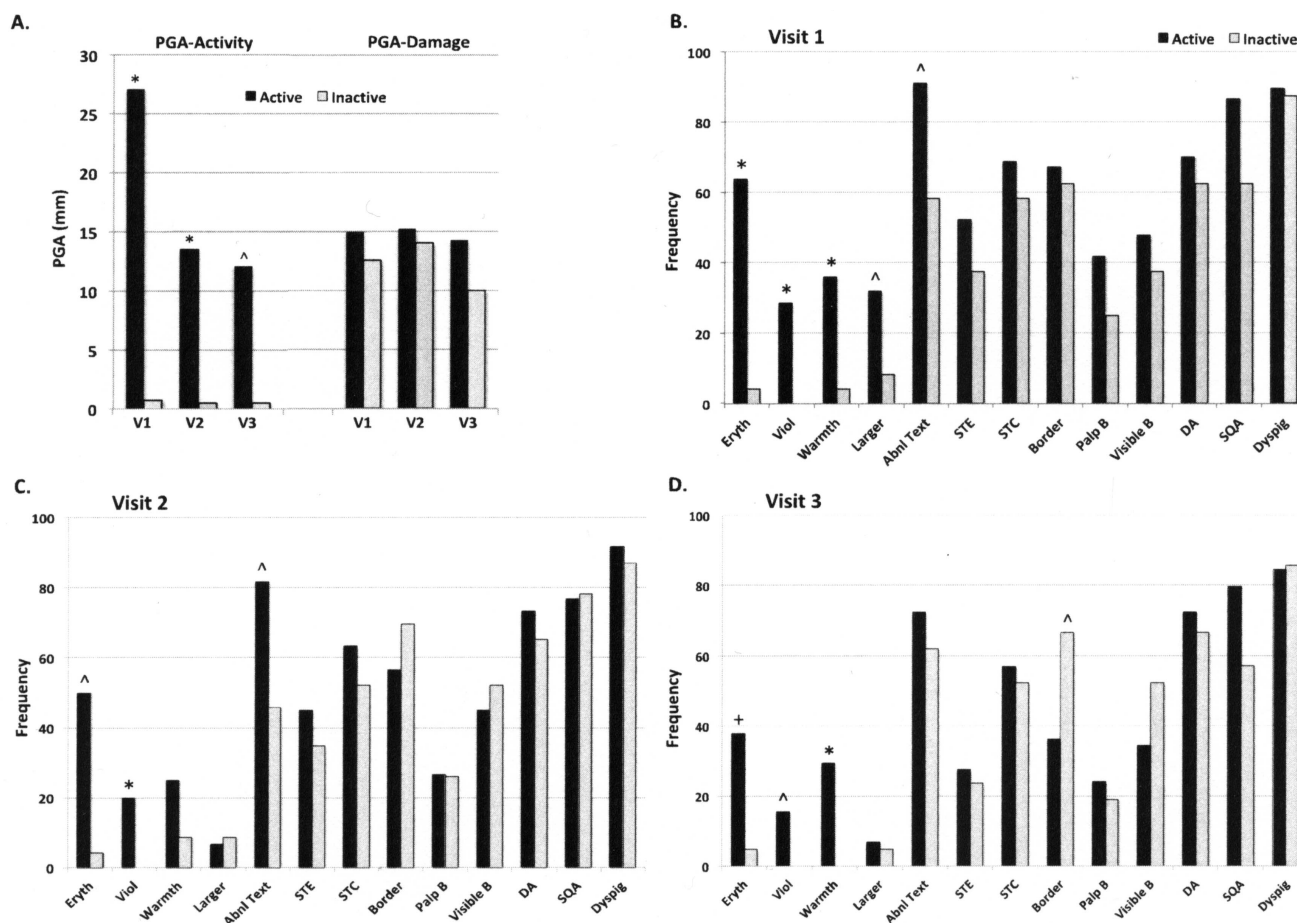 A.
PGA-Activity PGA-Damage
Active Inactive
PGA (mm)
30
25
20
15
10
5
0
*
*
^
V1 V2 V3 V1 V2 V3
B.
Visit 1
Active Inactive
Frequency
100
80
60
40
20
0
*
*
*
^
^
Eryth Viol Warmth Larger Abnl Text STE STC Border Palp B Visible B DA SQA Dyspig
C.
Visit 2
Frequency
100
80
60
40
20
0
^
*
^
Eryth Viol Warmth Larger Abnl Text STE STC Border Palp B Visible B DA SQA Dyspig
D.
Visit 3
Frequency
100
80
60
40
20
0
+
^
*
^
Eryth Viol Warmth Larger Abnl Text STE STC Border Palp B Visible B DA SQA Dyspig